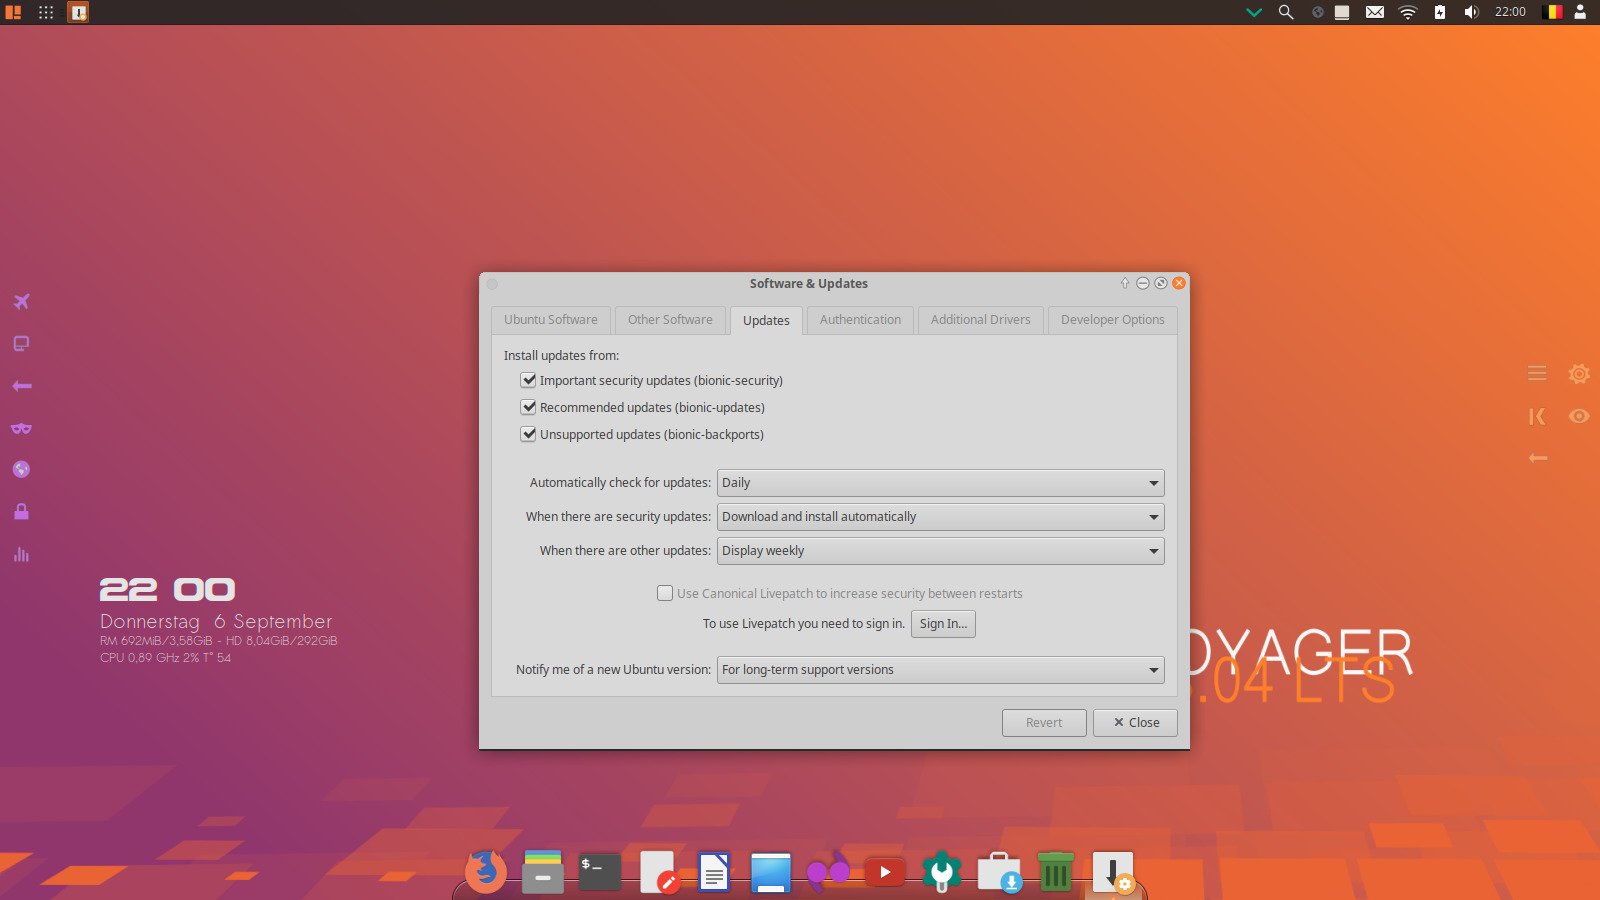 22:00
Software & Updates
Ubuntu Software
Other Software
Updates
Authentication
Additional Drivers
Developer Options
Install updates from:
Important security updates (bionic-security)
Recommended updates (bionic-updates)
Unsupported updates (bionic-backports)
Automatically check for updates: Daily
When there are security updates: Download and install automatically
When there are other updates: Display weekly
Use Canonical Livepatch to increase security between restarts
To use Livepatch you need to sign in. Sign In...
Notify me of a new Ubuntu version: For long-term support versions
Revert
Close
22 00
Donnerstag 6 September
RM 692MiB/3,58GiB - HD 8,04GiB/292GiB
CPU 0,89 GHz 2% T° 54
OYAGER
.04 LTS
$_